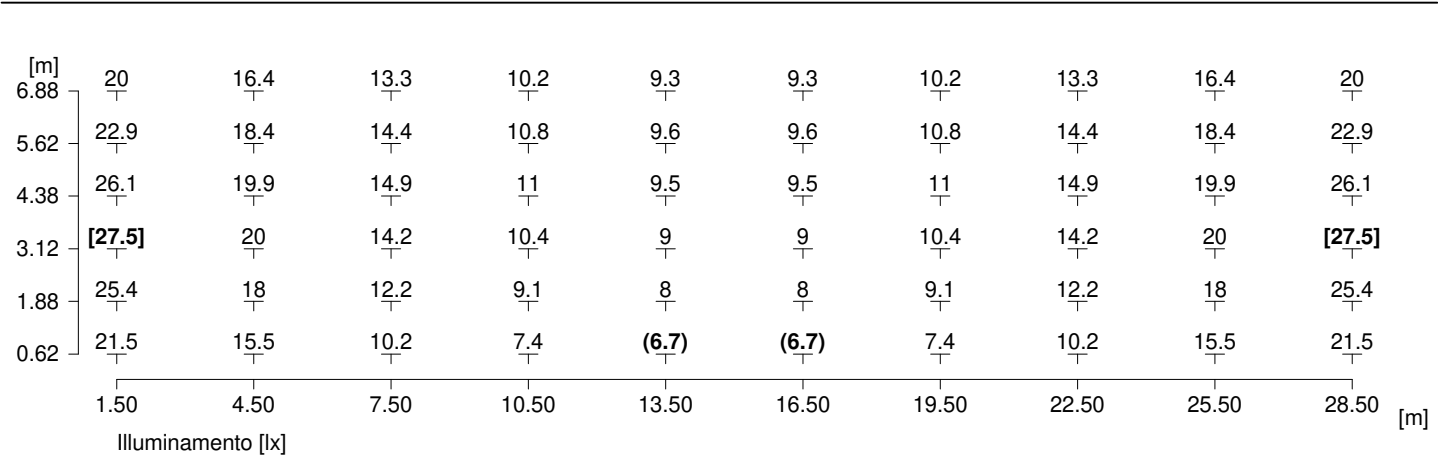 [m]
20 16.4 13.3 10.2 9.3 9.3 10.2 13.3 16.4 20
6.88
22.9 18.4 14.4 10.8 9.6 9.6 10.8 14.4 18.4 22.9
5.62
26.1 19.9 14.9 11 9.5 9.5 11 14.9 19.9 26.1
4.38
[27.5] 20 14.2 10.4 9 9 10.4 14.2 20 [27.5]
3.12
25.4 18 12.2 9.1 8 8 9.1 12.2 18 25.4
1.88
21.5 15.5 10.2 7.4 (6.7) (6.7) 7.4 10.2 15.5 21.5
0.62
1.50 4.50 7.50 10.50 13.50 16.50 19.50 22.50 25.50 28.50
[m]
Illuminamento [lx]